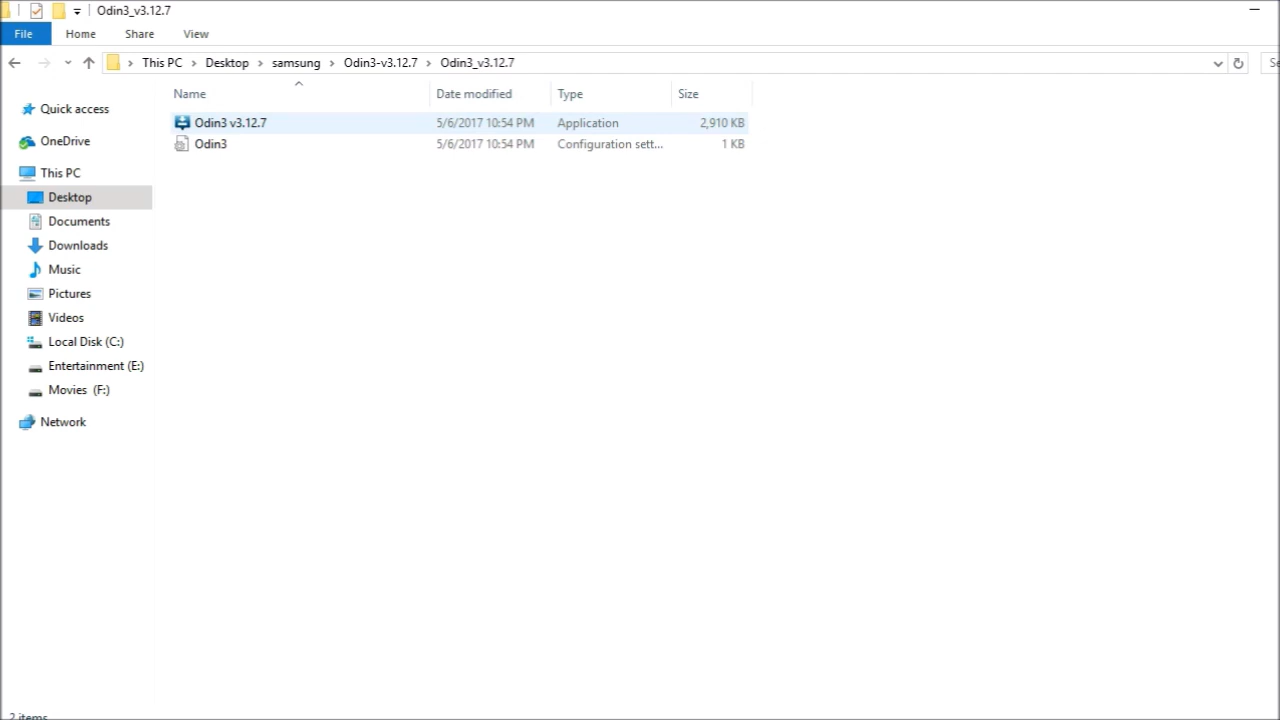 Odin3_v3.12.7
File Home Share View
This PC Desktop samsung Odin3-v3.12.7 Odin3_v3.12.7 Se
Name Date modified Type Size
Quick access
Odin3 v3.12.7 5/6/2017 10:54 PM Application 2,910 KB
Odin3 5/6/2017 10:54 PM Configuration sett... 1 KB
OneDrive
This PC
Desktop
Documents
Downloads
Music
Pictures
Videos
Local Disk (C:)
Entertainment (E:)
Movies (F:)
Network
2 items